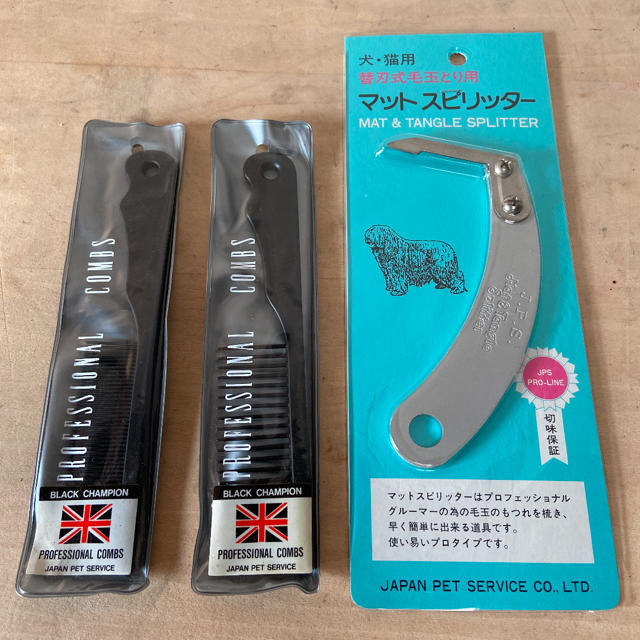 PROFESSIONAL COMBS
BLACK CHAMPION
PROFESSIONAL COMBS
JAPAN PET SERVICE
PROFESSIONAL COMBS
BLACK CHAMPION
PROFESSIONAL COMBS
JAPAN PET SERVICE
犬・猫用
替刃式毛玉とり用
マット スピリッター
MAT & TANGLE SPLITTER
J.P.S.
Mat & Tangle
Splitter
JPS
PRO-LINE
切味保証
マットスピリッターはプロフェッショナル
グルーマーの為の毛玉のもつれを梳き、
早く簡単に出来る道具です。
使い易いプロタイプです。
JAPAN PET SERVICE CO., LTD.